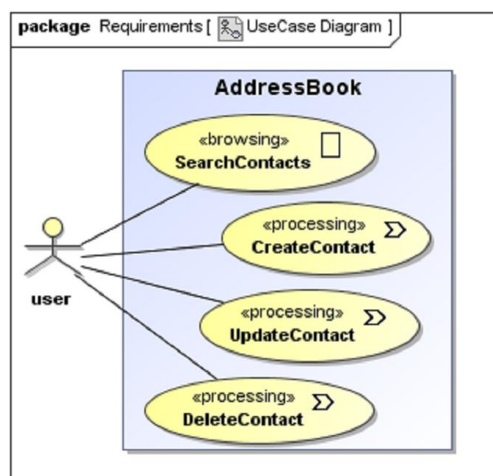 package Requirements [ UseCase Diagram ]
AddressBook
«browsing»
SearchContacts
«processing»
CreateContact
user
«processing»
UpdateContact
«processing»
DeleteContact